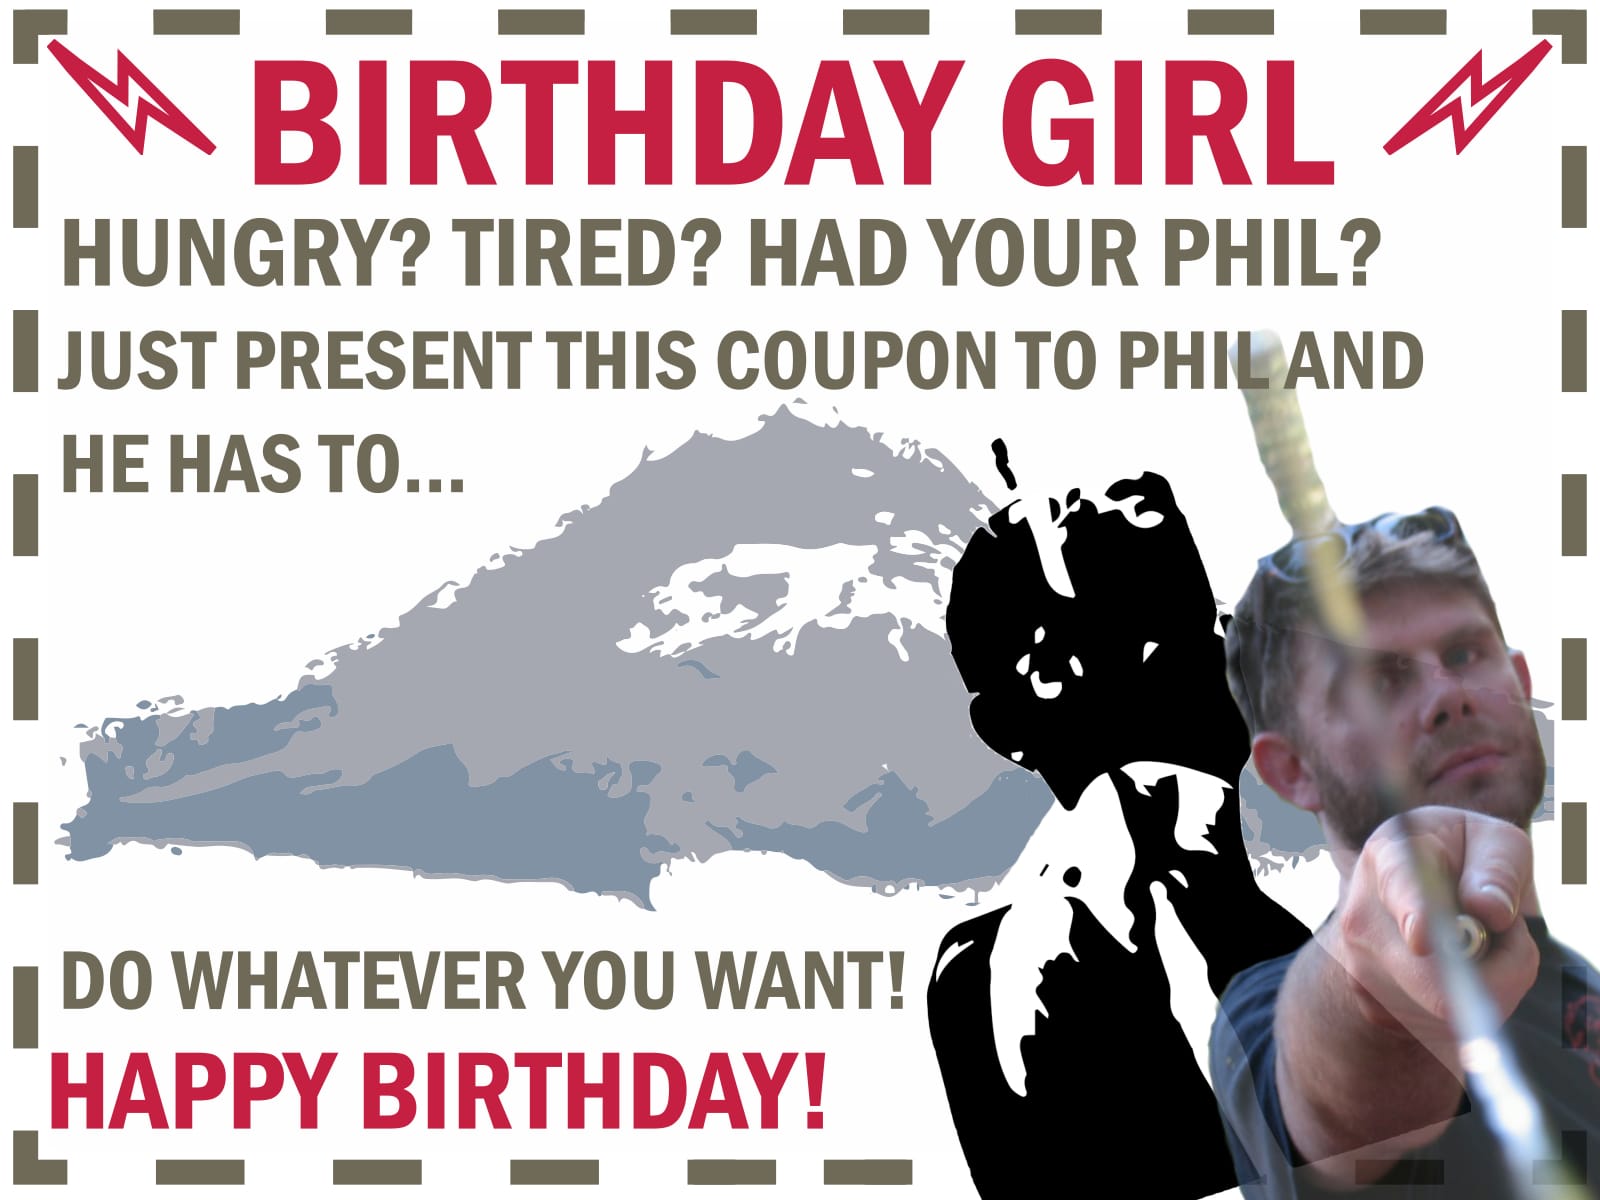 BIRTHDAY GIRL
HUNGRY? TIRED? HAD YOUR PHIL?
JUST PRESENT THIS COUPON TO PHIL AND
HE HAS TO...
DO WHATEVER YOU WANT!
HAPPY BIRTHDAY!